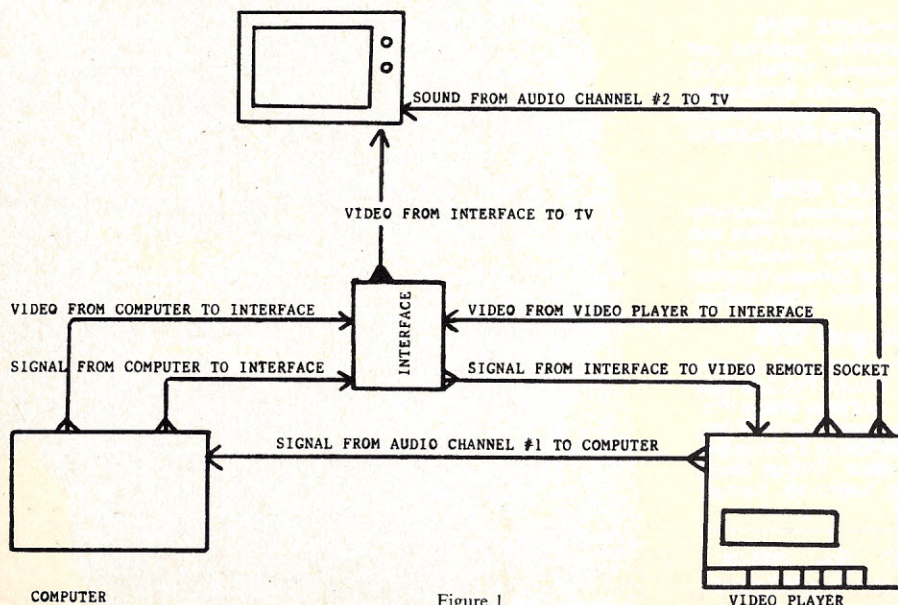 SOUND FROM AUDIO CHANNEL #2 TO TV
VIDEO FROM INTERFACE TO TV
VIDEO FROM COMPUTER TO INTERFACE
INTERFACE
VIDEO FROM VIDEO PLAYER TO INTERFACE
SIGNAL FROM COMPUTER TO INTERFACE
SIGNAL FROM INTERFACE TO VIDEO REMOTE SOCKET
SIGNAL FROM AUDIO CHANNEL #1 TO COMPUTER
COMPUTER
Figure 1
VIDEO PLAYER